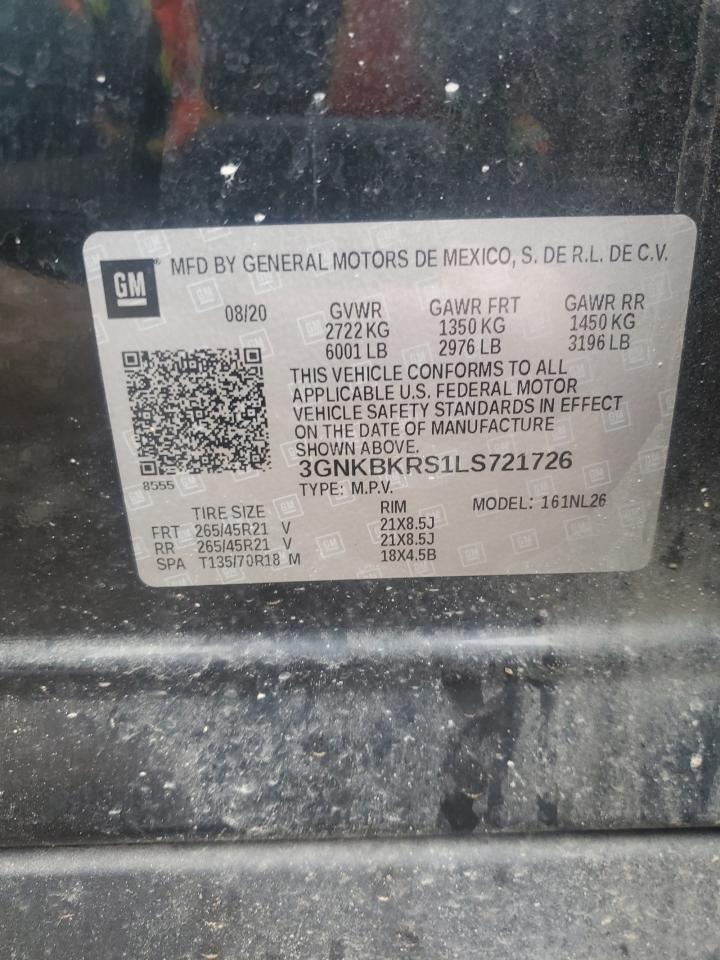 GM® MFD BY GENERAL MOTORS DE MEXICO, S. DE R.L. DE C.V.
08/20 GVWR GAWR FRT GAWR RR
2722 KG 1350 KG 1450 KG
6001 LB 2976 LB 3196 LB
THIS VEHICLE CONFORMS TO ALL
APPLICABLE U.S. FEDERAL MOTOR
VEHICLE SAFETY STANDARDS IN EFFECT
ON THE DATE OF MANUFACTURE
SHOWN ABOVE.
3GNKBKRS1LS721726
8555
TYPE: M.P.V. MODEL: 161NL26
TIRE SIZE RIM
FRT 265/45R21 V 21X8.5J
RR 265/45R21 V 21X8.5J
SPA T135/70R18 M 18X4.5B